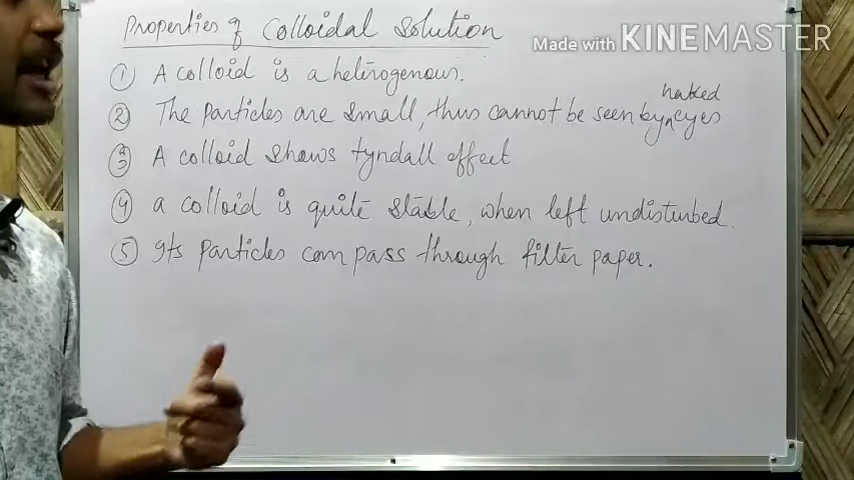 Properties of Colloidal Solution
Made with KINEMASTER
① A colloid is a heterogenous.
② The particles are small, thus cannot be seen by naked eyes
③ A colloid shows tyndall effect
④ a colloid is quite stable, when left undisturbed.
⑤ Its particles can pass through filter paper.